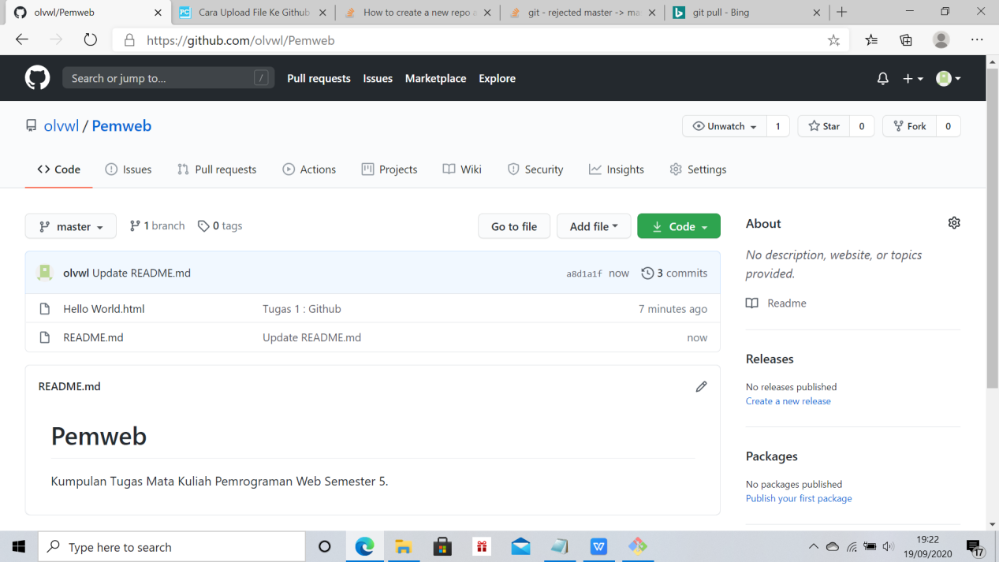 olvwl/Pemweb
Cara Upload File Ke Github
How to create a new repo a
git - rejected master -> ma
git pull - Bing
https://github.com/olvwl/Pemweb
Search or jump to...
/
Pull requests
Issues
Marketplace
Explore
olvwl / Pemweb
Unwatch
1
Star
0
Fork
0
Code
Issues
Pull requests
Actions
Projects
Wiki
Security
Insights
Settings
master
1 branch
0 tags
Go to file
Add file
Code
olvwl Update README.md
a8d1a1f
now
3 commits
Hello World.html
Tugas 1 : Github
7 minutes ago
README.md
Update README.md
now
README.md
Pemweb
Kumpulan Tugas Mata Kuliah Pemrograman Web Semester 5.
About
No description, website, or topics
provided.
Readme
Releases
No releases published
Create a new release
Packages
No packages published
Publish your first package
Type here to search
19:22
19/09/2020
17